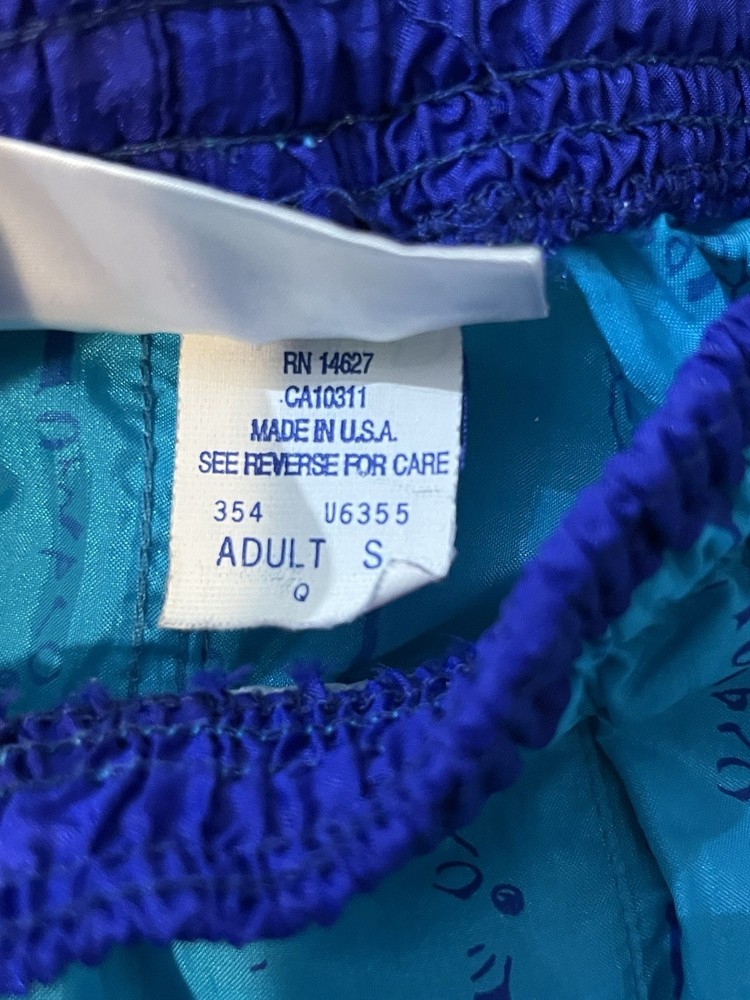 RN 14627
CA10311
MADE IN U.S.A.
SEE REVERSE FOR CARE
354 U6355
ADULT S
Q